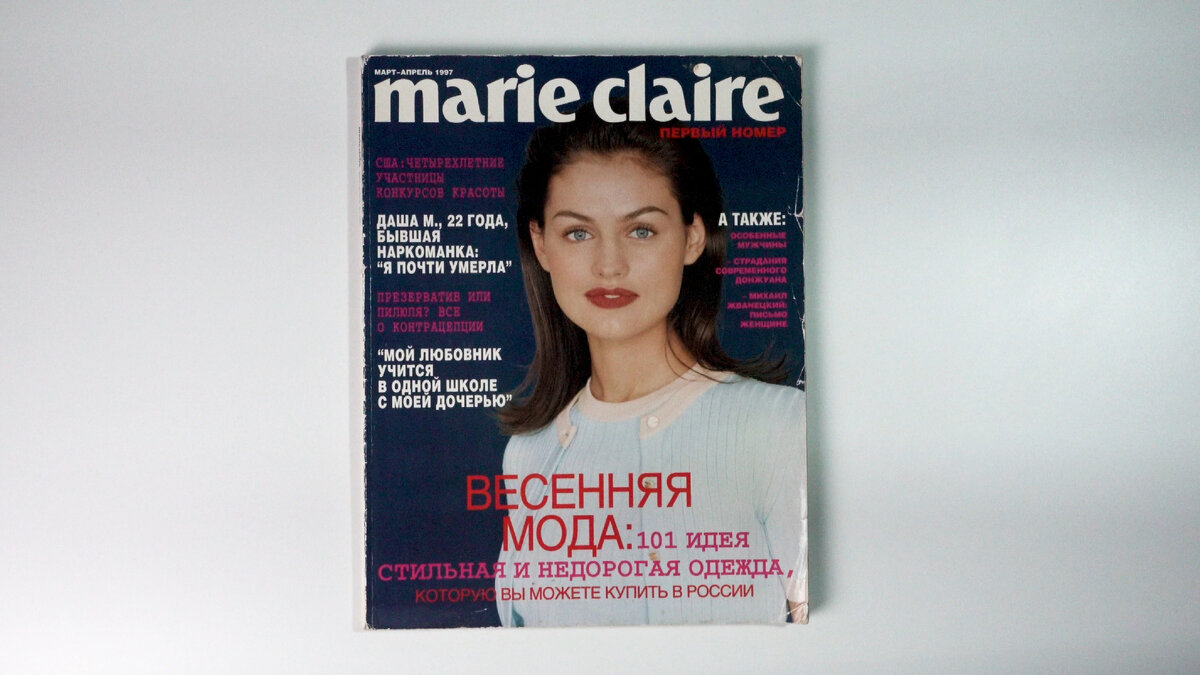 МАРТ–АПРЕЛЬ 1997
marie claire
ПЕРВЫЙ НОМЕР
США: ЧЕТЫРЕХЛЕТНИЕ
УЧАСТНИЦЫ
КОНКУРСОВ КРАСОТЫ
ДАША М., 22 ГОДА,
БЫВШАЯ
НАРКОМАНКА:
“Я ПОЧТИ УМЕРЛА”
ПРЕЗЕРВАТИВ ИЛИ
ПИЛЮЛЯ? ВСЕ
О КОНТРАЦЕПЦИИ
“МОЙ ЛЮБОВНИК
УЧИТСЯ
В ОДНОЙ ШКОЛЕ
С МОЕЙ ДОЧЕРЬЮ”
А ТАКЖЕ:
ОСОБЕННЫЕ
МУЖЧИНЫ
– СТРАДАНИЯ
СОВРЕМЕННОГО
ДОНЖУАНА
– МИХАИЛ
ЖВАНЕЦКИЙ:
ПИСЬМО
ЖЕНЩИНЕ
ВЕСЕННЯЯ
МОДА: 101 ИДЕЯ
СТИЛЬНАЯ И НЕДОРОГАЯ ОДЕЖДА,
КОТОРУЮ ВЫ МОЖЕТЕ КУПИТЬ В РОССИИ